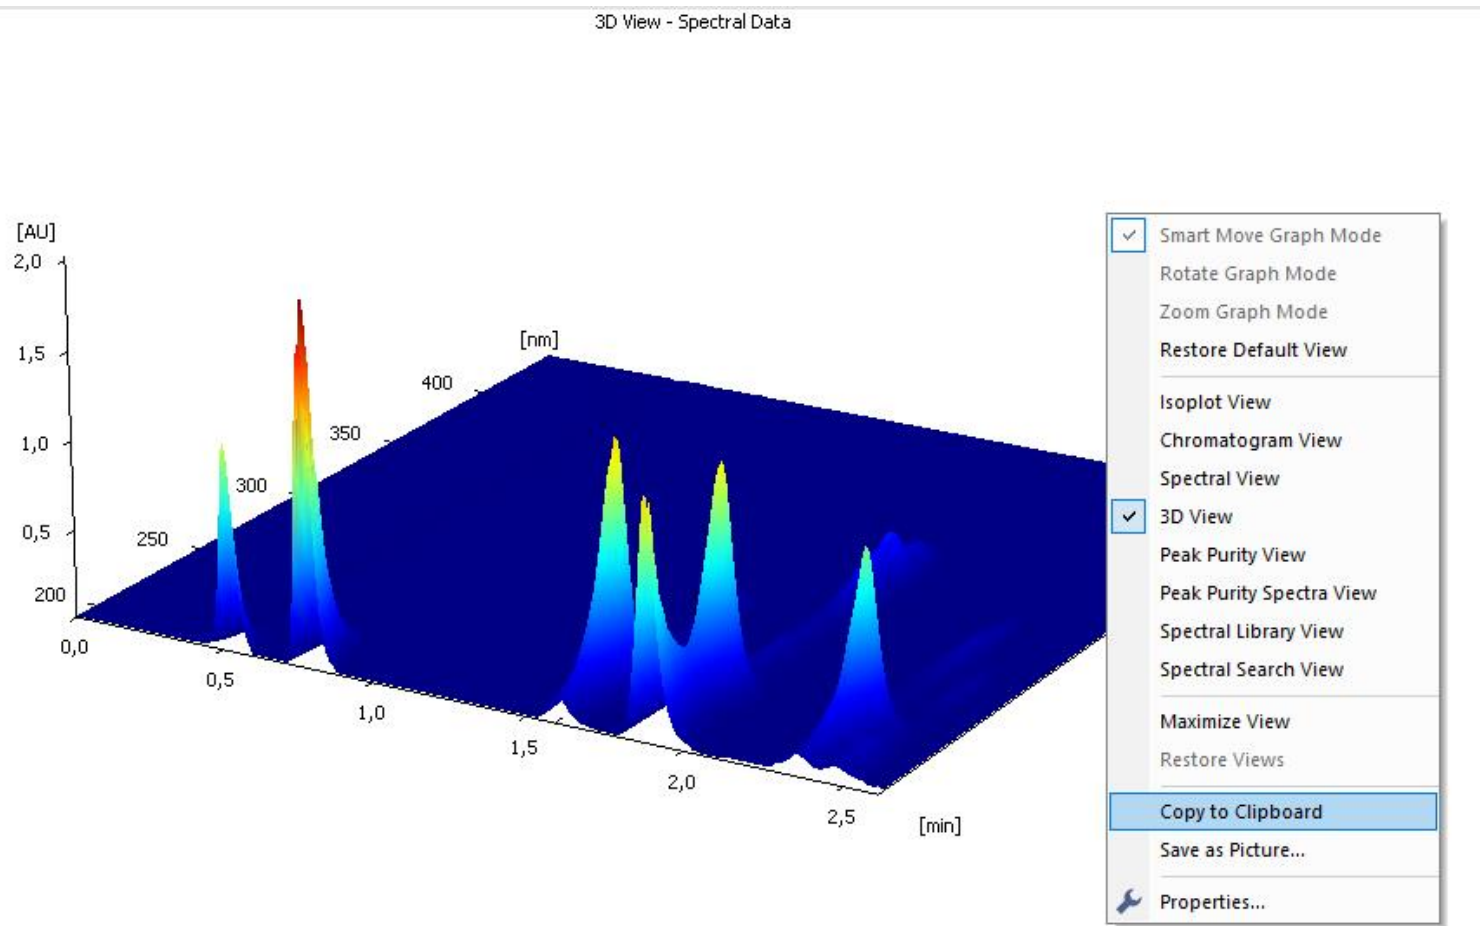 3D View - Spectral Data
[AU]
2,0
1,5
1,0
0,5
[nm]
400
350
300
250
200
0,0
0,5
1,0
1,5
2,0
2,5
[min]
Smart Move Graph Mode
Rotate Graph Mode
Zoom Graph Mode
Restore Default View
Isoplot View
Chromatogram View
Spectral View
3D View
Peak Purity View
Peak Purity Spectra View
Spectral Library View
Spectral Search View
Maximize View
Restore Views
Copy to Clipboard
Save as Picture...
Properties...